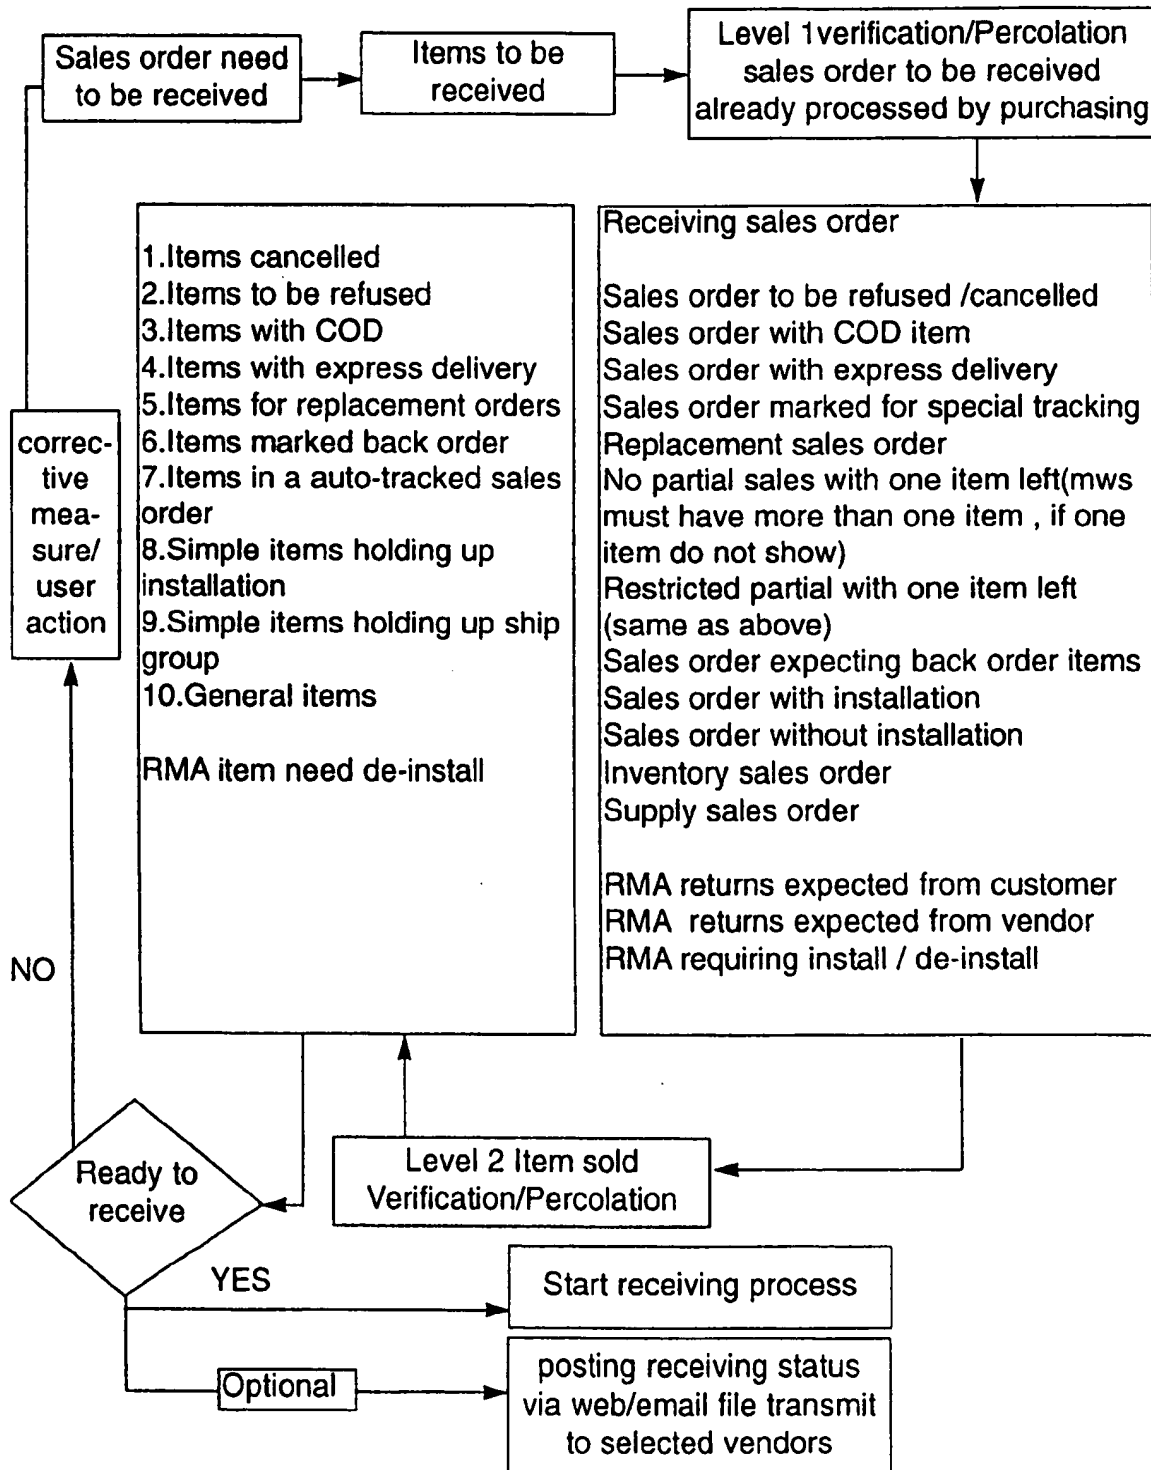 Sales order need
to be received
Items to be
received
Level 1verification/Percolation
sales order to be received
already processed by purchasing
Receiving sales order
Sales order to be refused /cancelled
Sales order with COD item
Sales order with express delivery
Sales order marked for special tracking
Replacement sales order
No partial sales with one item left(mws
must have more than one item , if one
item do not show)
Restricted partial with one item left
(same as above)
Sales order expecting back order items
Sales order with installation
Sales order without installation
Inventory sales order
Supply sales order
RMA returns expected from customer
RMA returns expected from vendor
RMA requiring install / de-install
Level 2 Item sold
Verification/Percolation
1.Items cancelled
2.Items to be refused
3.Items with COD
4.Items with express delivery
5.Items for replacement orders
6.Items marked back order
7.Items in a auto-tracked sales
order
8.Simple items holding up
installation
9.Simple items holding up ship
group
10.General items
RMA item need de-install
Ready to
receive
NO
correc-
tive
mea-
sure/
user
action
YES
Start receiving process
Optional
posting receiving status
via web/email file transmit
to selected vendors